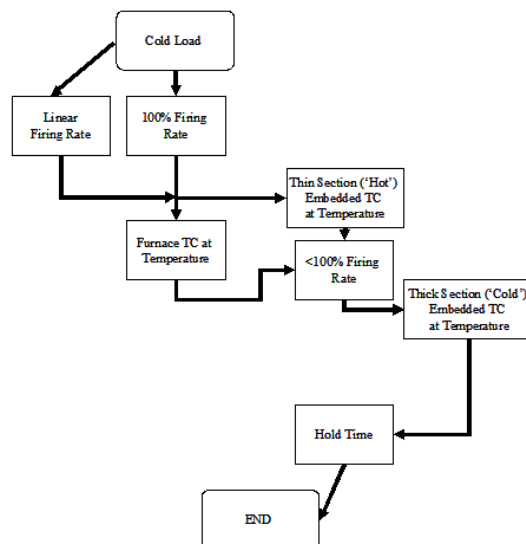 Cold Load
Linear
Firing Rate
100% Firing
Rate
Thin Section (‘Hot’)
Embedded TC
at Temperature
Furnace TC at
Temperature
<100% Firing
Rate
Thick Section (‘Cold’)
Embedded TC
at Temperature
Hold Time
END